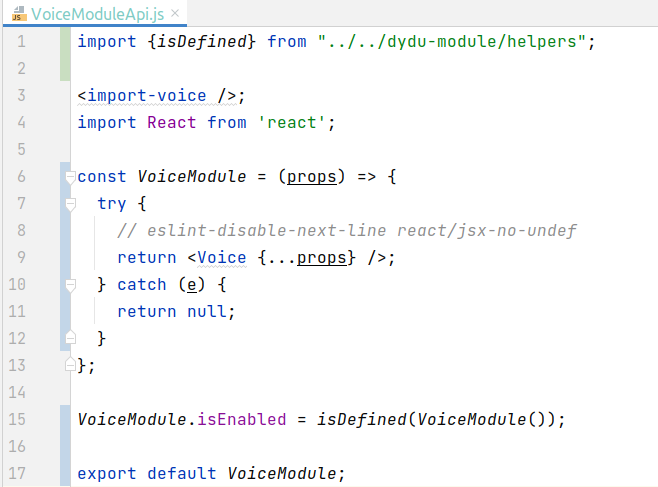 VoiceModuleApi.js
1 import {isDefined} from "../../dydu-module/helpers";
2
3 <import-voice />;
4 import React from 'react';
5
6 const VoiceModule = (props) => {
7 try {
8 // eslint-disable-next-line react/jsx-no-undef
9 return <Voice {...props} />;
10 } catch (e) {
11 return null;
12 }
13 };
14
15 VoiceModule.isEnabled = isDefined(VoiceModule());
16
17 export default VoiceModule;